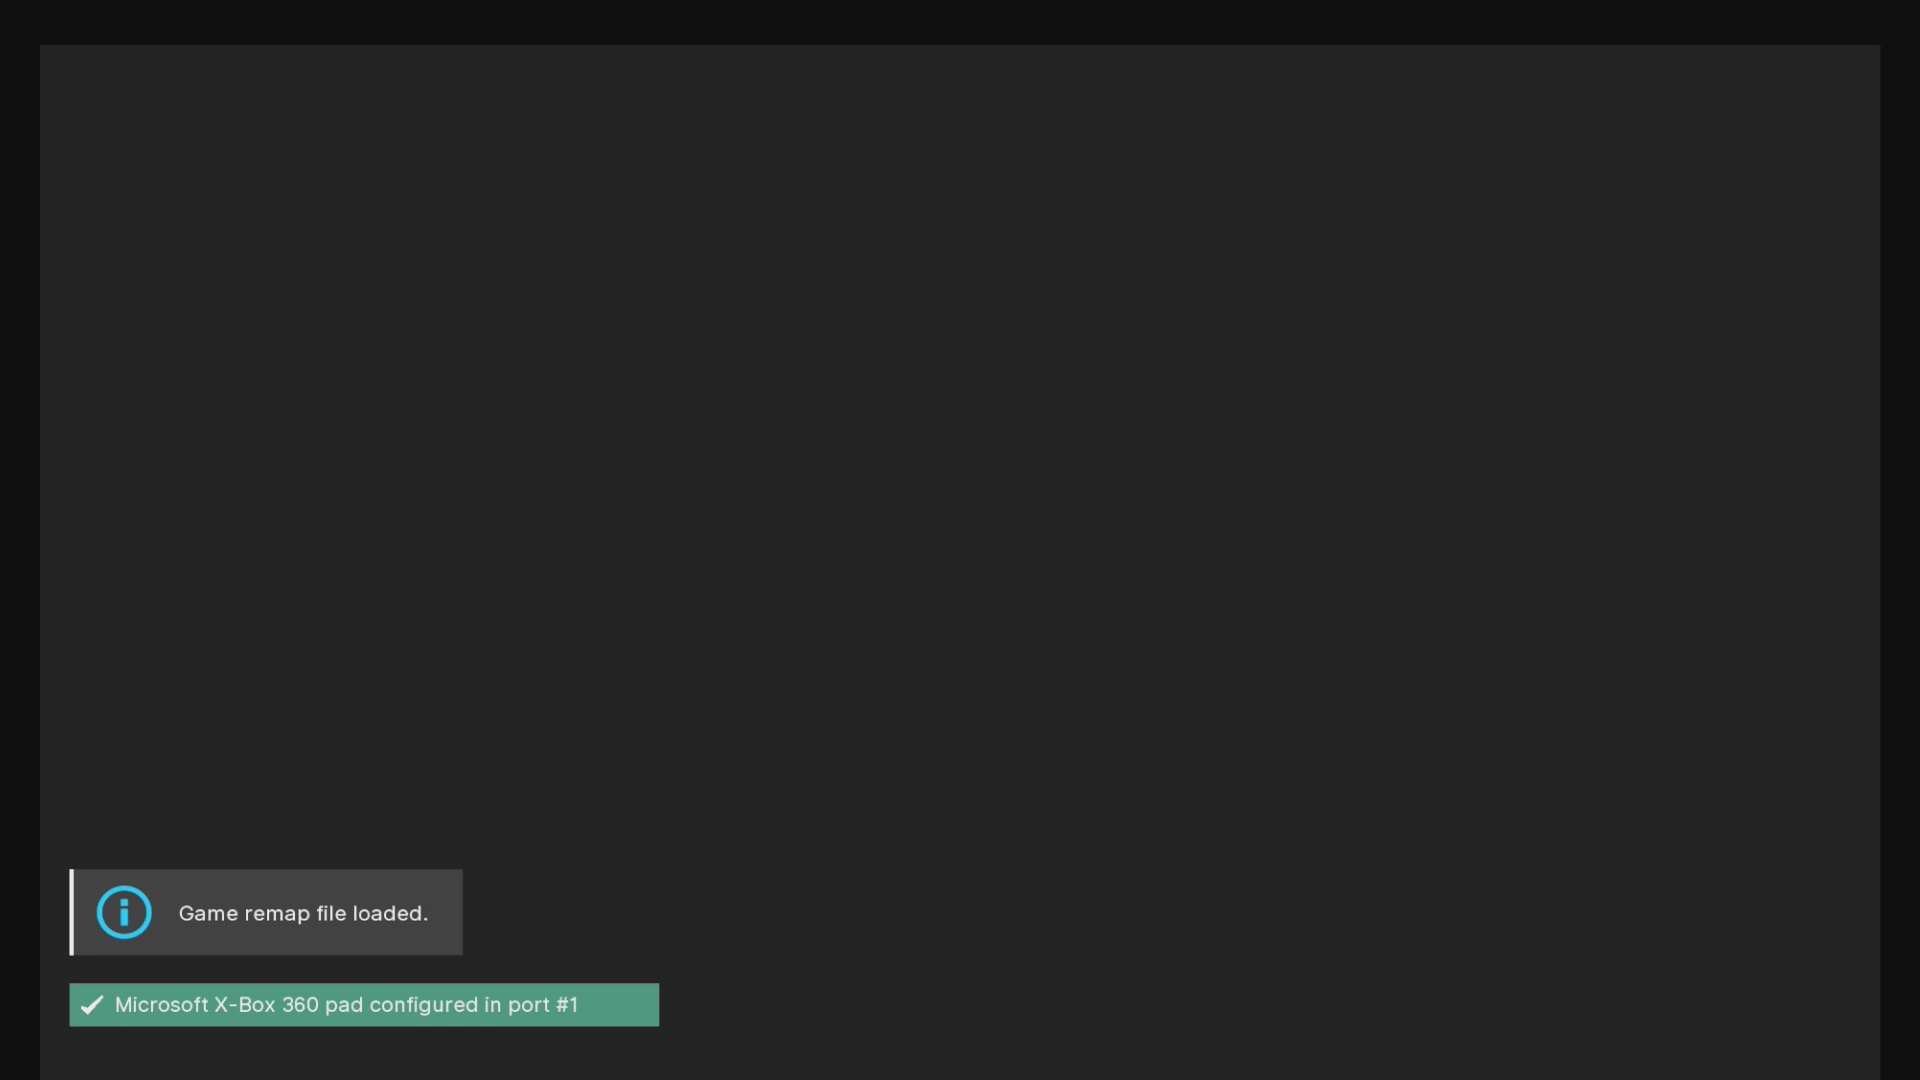 Game remap file loaded.
Microsoft X-Box 360 pad configured in port #1